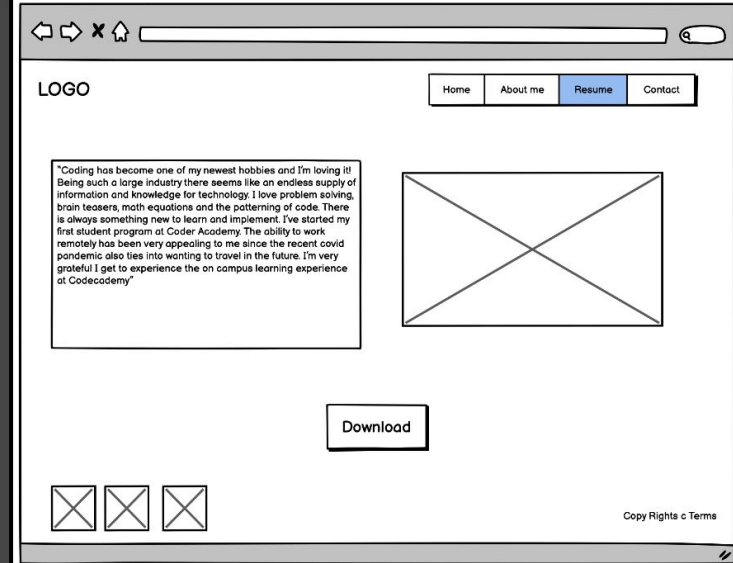 LOGO
Home About me Resume Contact
"Coding has become one of my newest hobbies and I'm loving it!
Being such a large industry there seems like an endless supply of
information and knowledge for technology. I love problem solving,
brain teasers, math equations and the patterning of code. There
is always something new to learn and implement. I've started my
first student program at Coder Academy. The ability to work
remotely has been very appealing to me since the recent covid
pandemic also ties into wanting to travel in the future. I'm very
grateful I get to experience the on campus learning experience
at Codecademy"
Download
Copy Rights c Terms